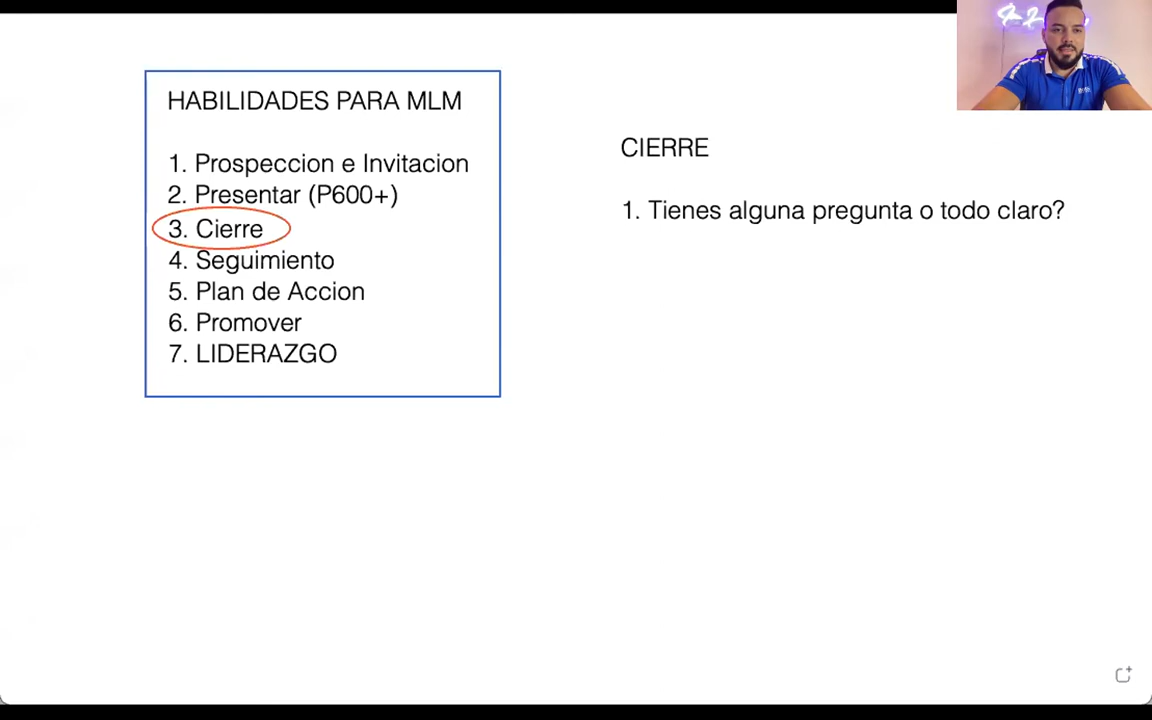 HABILIDADES PARA MLM
1. Prospeccion e Invitacion
2. Presentar (P600+)
3. Cierre
4. Seguimiento
5. Plan de Accion
6. Promover
7. LIDERAZGO
CIERRE
1. Tienes alguna pregunta o todo claro?